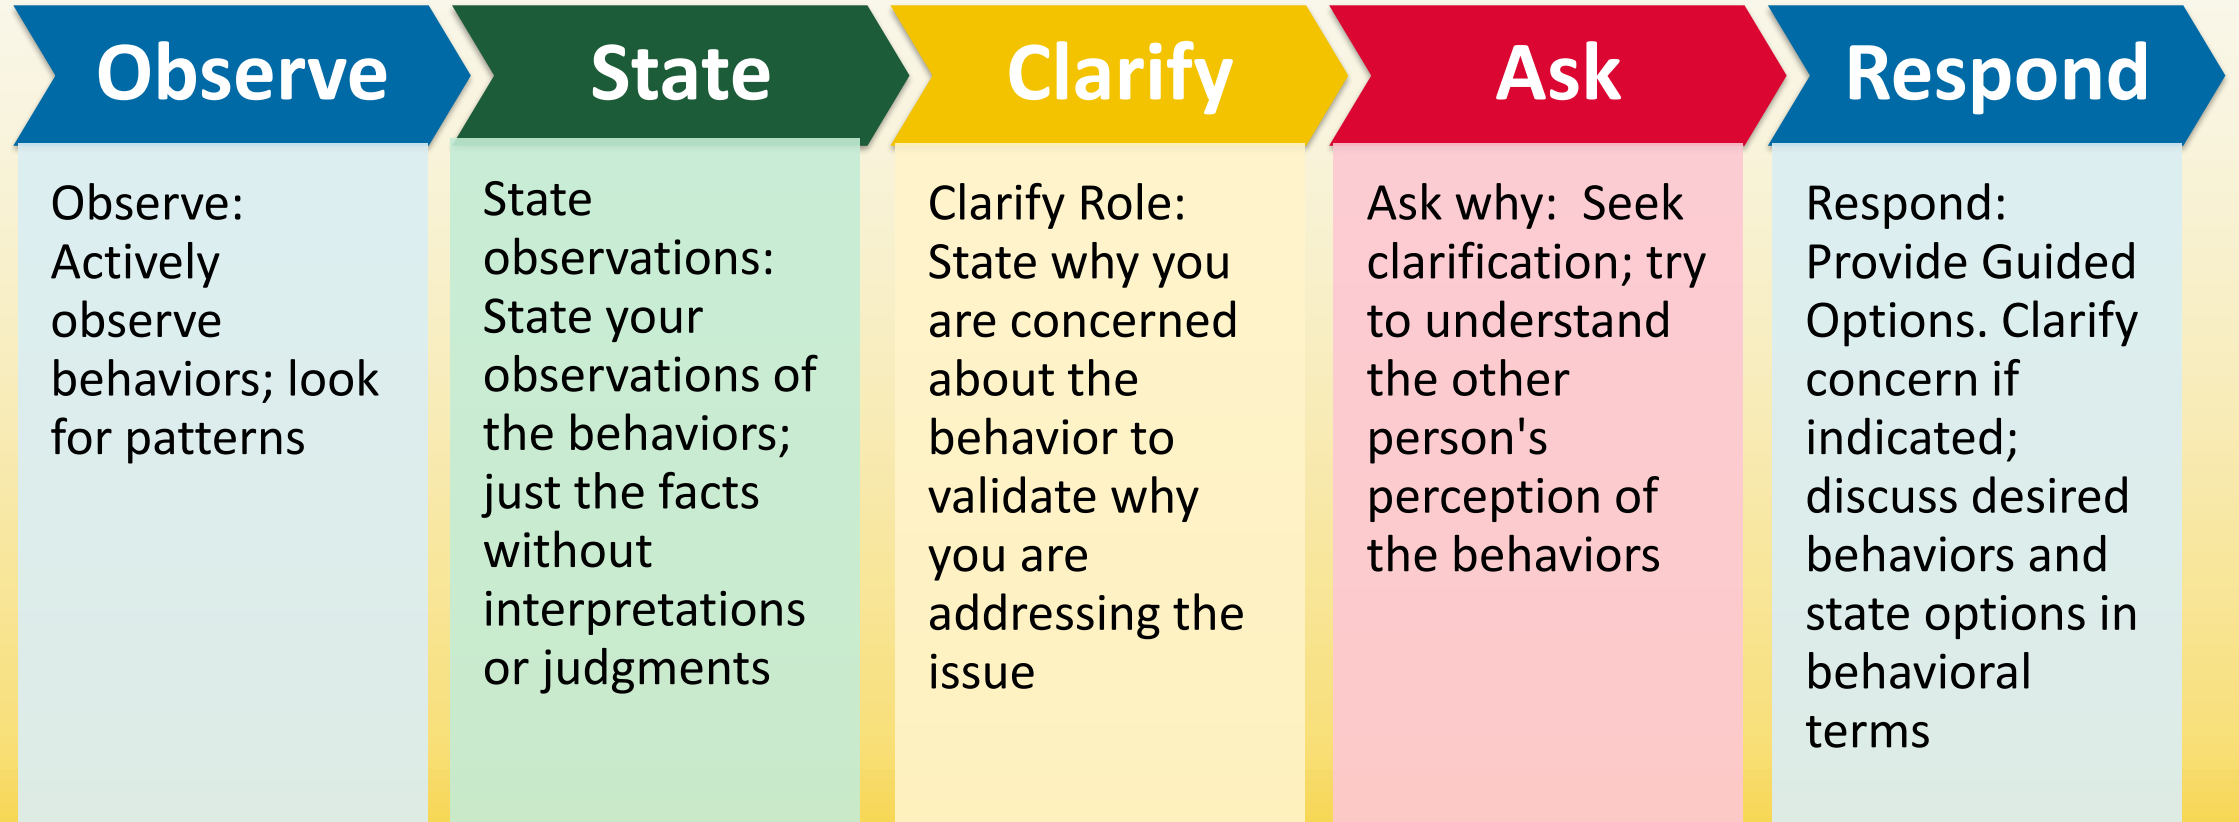 Observe
State
Clarify
Ask
Respond
Observe:
Actively
observe
behaviors; look
for patterns
State
observations:
State your
observations of
the behaviors;
just the facts
without
interpretations
or judgments
Clarify Role:
State why you
are concerned
about the
behavior to
validate why
you are
addressing the
issue
Ask why:  Seek
clarification; try
to understand
the other
person's
perception of
the behaviors
Respond:
Provide Guided
Options. Clarify
concern if
indicated;
discuss desired
behaviors and
state options in
behavioral
terms